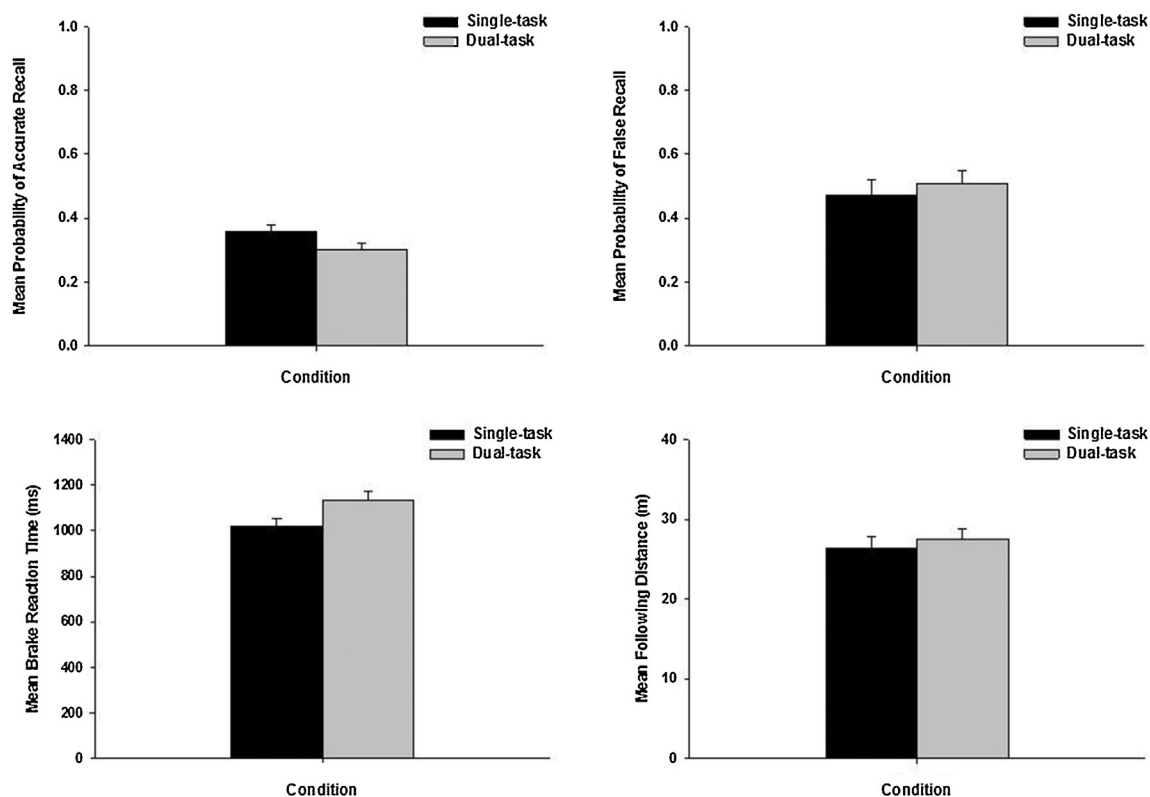 Mean Probability of Accurate Recall
1.0
0.8
0.6
0.4
0.2
0.0
Single-task
Dual-task
Condition
Mean Probability of False Recall
1.0
0.8
0.6
0.4
0.2
0.0
Single-task
Dual-task
Condition
Mean Brake Reaction Time (ms)
1400
1200
1000
800
600
400
200
0
Single-task
Dual-task
Condition
Mean Following Distance (m)
40
30
20
10
0
Single-task
Dual-task
Condition